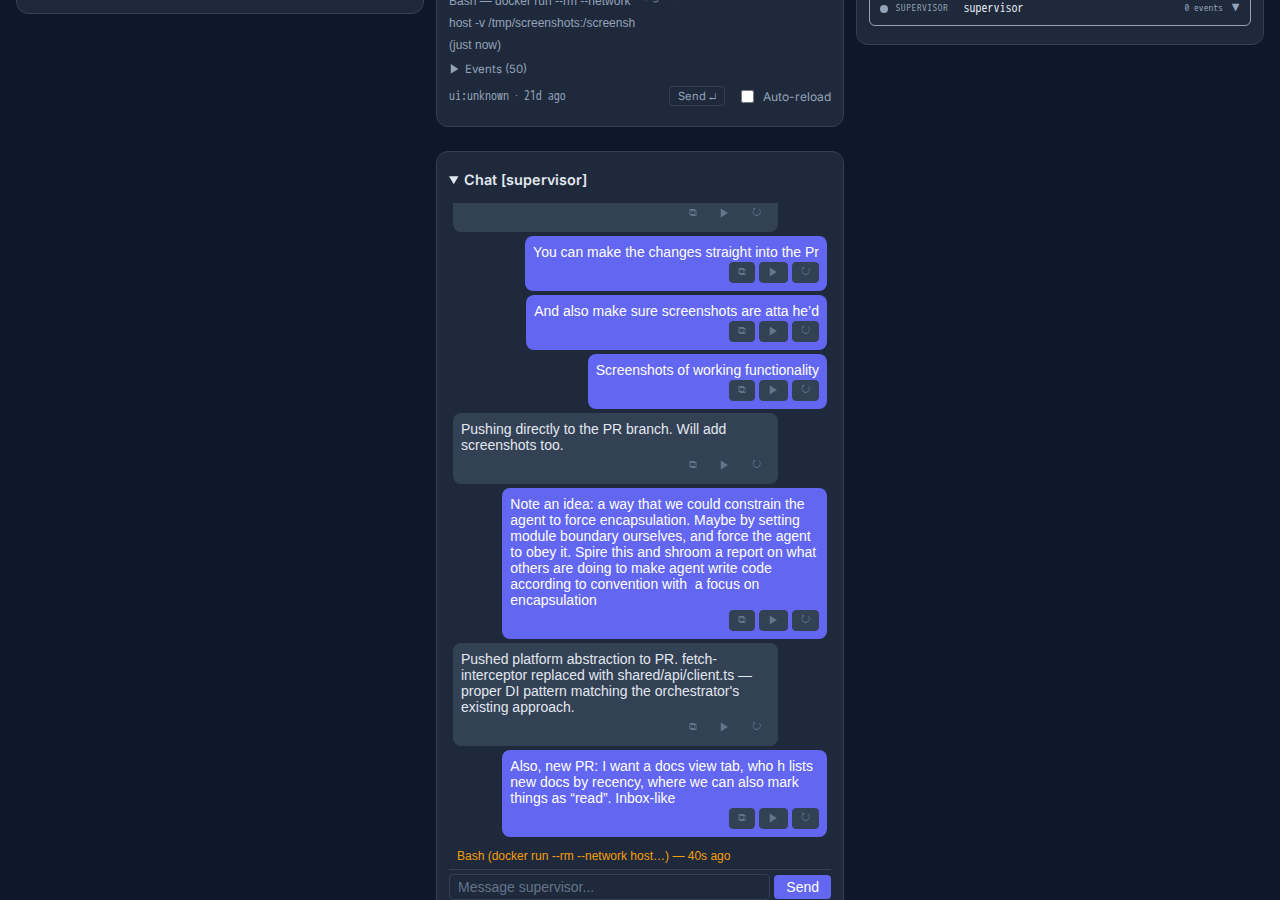 Bash — docker run --rm --network
host -v /tmp/screenshots:/screensh
(just now)
▶ Events (50)
ui:unknown · 21d ago
Send ↵
Auto-reload
SUPERVISOR supervisor 0 events ▼
▼ Chat [supervisor]
You can make the changes straight into the Pr
And also make sure screenshots are atta he’d
Screenshots of working functionality
Pushing directly to the PR branch. Will add
screenshots too.
Note an idea: a way that we could constrain the
agent to force encapsulation. Maybe by setting
module boundary ourselves, and force the agent
to obey it. Spire this and shroom a report on what
others are doing to make agent write code
according to convention with  a focus on
encapsulation
Pushed platform abstraction to PR. fetch-
interceptor replaced with shared/api/client.ts —
proper DI pattern matching the orchestrator's
existing approach.
Also, new PR: I want a docs view tab, who h lists
new docs by recency, where we can also mark
things as “read”. Inbox-like
Bash (docker run --rm --network host…) — 40s ago
Message supervisor...
Send